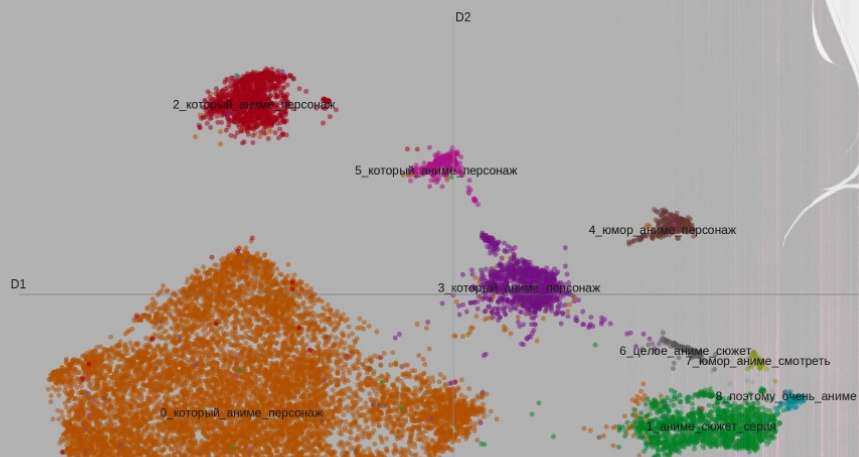 D2
2_который_аниме_персонаж
5_который_аниме_персонаж
4_юмор_аниме_персонаж
D1
3_который_аниме_персонаж
6_целое_аниме_сюжет
7_юмор_аниме_смотреть
8_поэтому_очень_аниме
0_который_аниме_персонаж
1_аниме_сюжет_серия